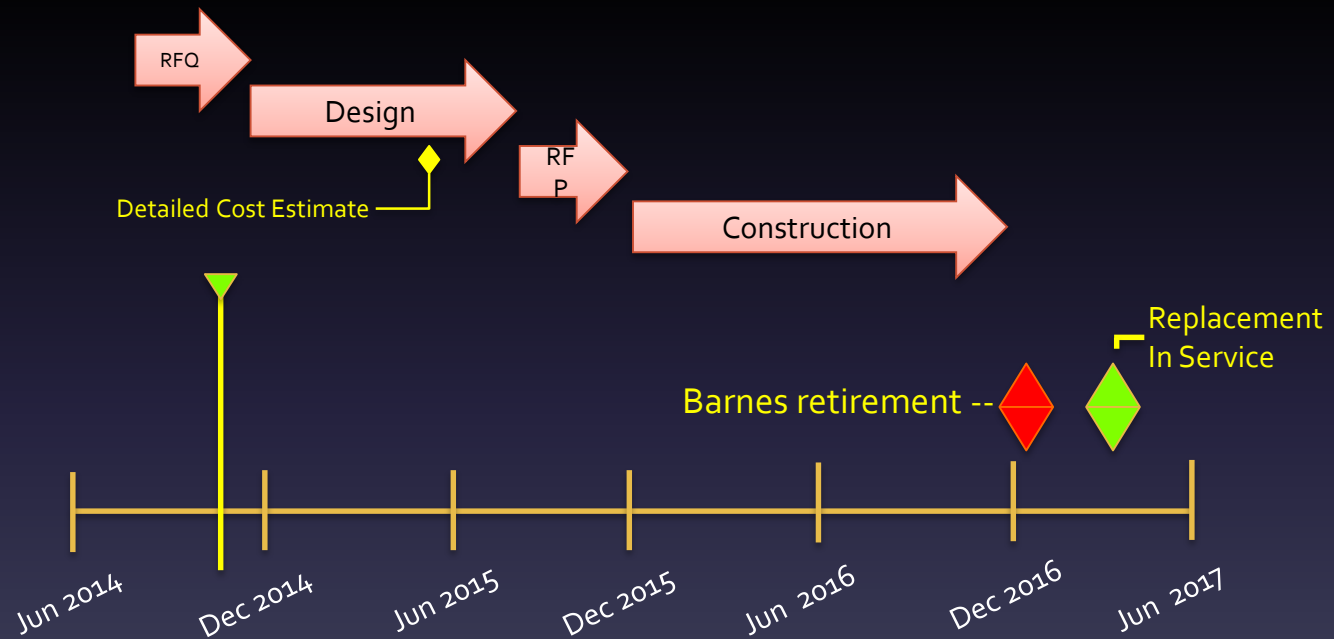 RFQ
Design
RF
P
Detailed Cost Estimate
Construction
Replacement
In Service
Barnes retirement --
Jun 2014
Dec 2014
Jun 2015
Dec 2015
Jun 2016
Dec 2016
Jun 2017